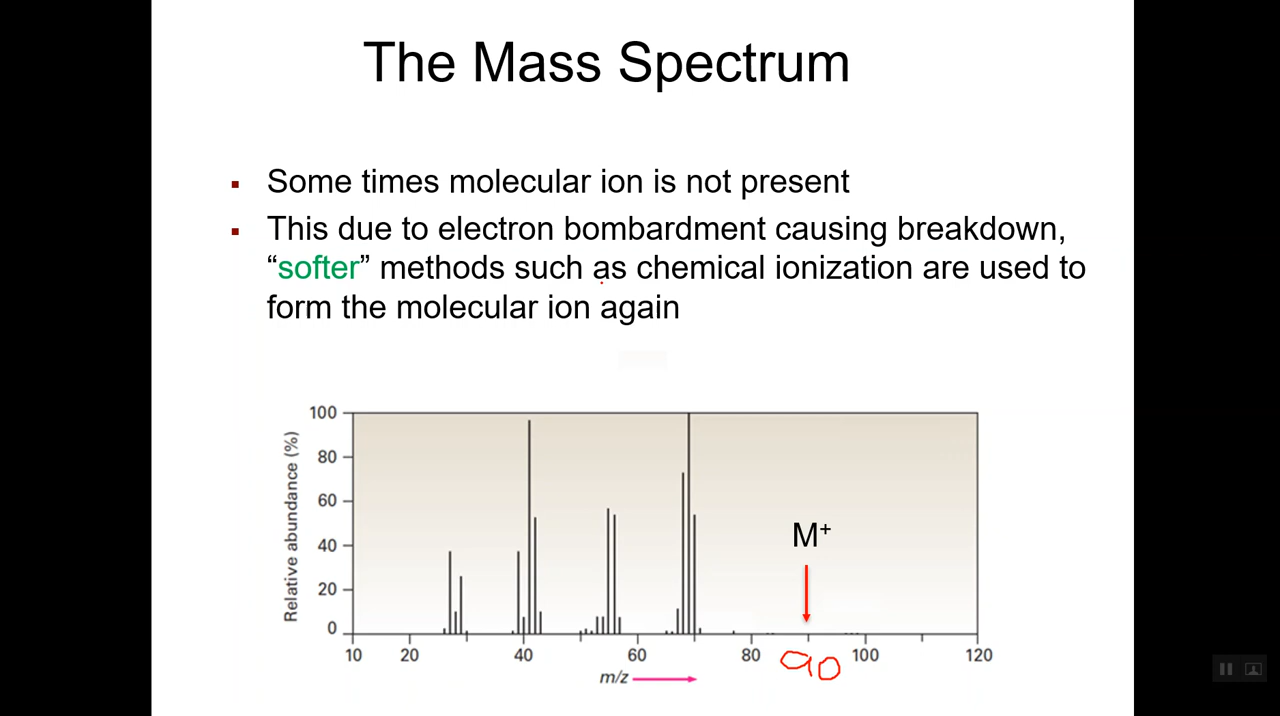 The Mass Spectrum
▪ Some times molecular ion is not present
▪ This due to electron bombardment causing breakdown,
“softer” methods such as chemical ionization are used to
form the molecular ion again
Relative abundance (%)
100
80
60
40
20
0
M⁺
10 20 40 60 80 90 100 120
m/z